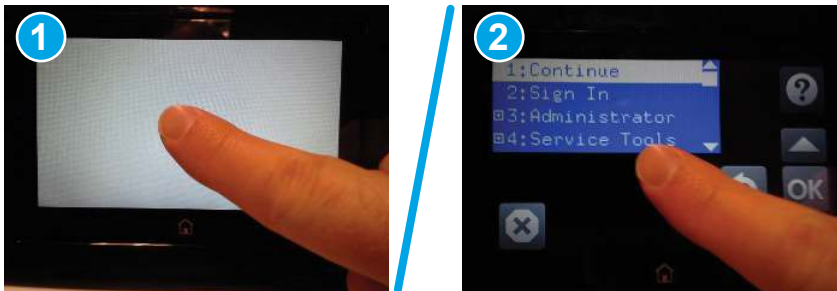 1
2
1:Continue
2:Sign In
3:Administrator
4:Service Tools
?
OK